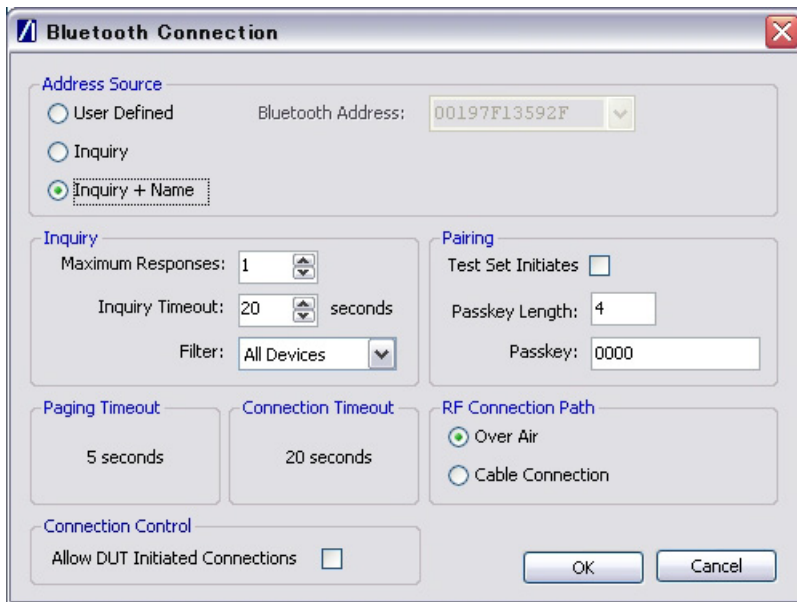 Bluetooth Connection
Address Source
User Defined
Bluetooth Address:
00197F13592F
Inquiry
Inquiry + Name
Inquiry
Maximum Responses: 1
Inquiry Timeout: 20 seconds
Filter: All Devices
Pairing
Test Set Initiates
Passkey Length: 4
Passkey: 0000
Paging Timeout
5 seconds
Connection Timeout
20 seconds
RF Connection Path
Over Air
Cable Connection
Connection Control
Allow DUT Initiated Connections
OK
Cancel